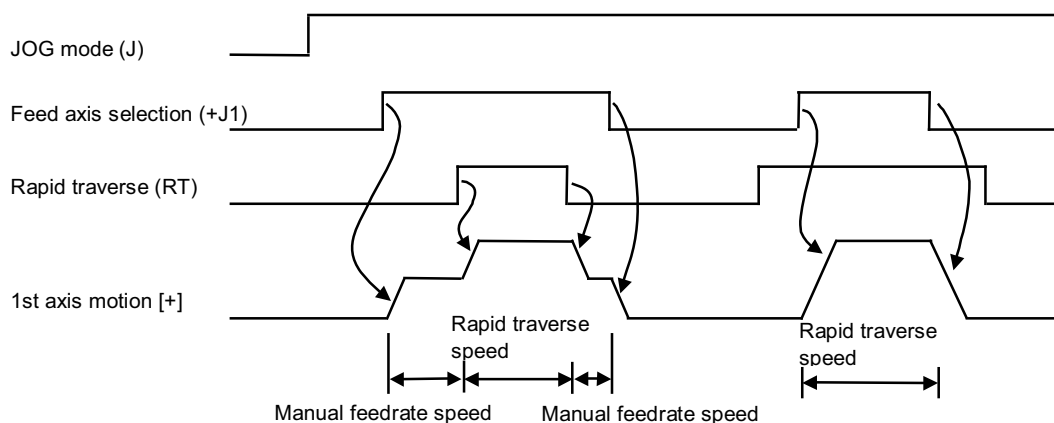 JOG mode (J)
Feed axis selection (+J1)
Rapid traverse (RT)
1st axis motion [+]
Rapid traverse
speed
Rapid traverse
speed
Manual feedrate speed
Manual feedrate speed